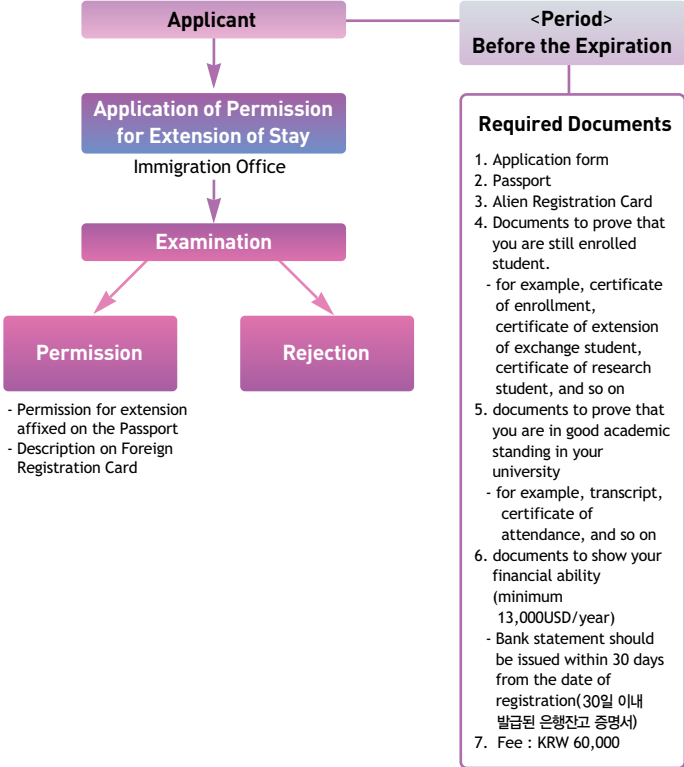 Applicant
<Period>
Before the Expiration
Application of Permission
for Extension of Stay
Immigration Office
Examination
Permission
Rejection
- Permission for extension
affixed on the Passport
- Description on Foreign
Registration Card
Required Documents
1. Application form
2. Passport
3. Alien Registration Card
4. Documents to prove that
you are still enrolled
student.
- for example, certificate
of enrollment,
certificate of extension
of exchange student,
certificate of research
student, and so on
5. documents to prove that
you are in good academic
standing in your
university
- for example, transcript,
certificate of
attendance, and so on
6. documents to show your
financial ability
(minimum
13,000USD/year)
- Bank statement should
be issued within 30 days
from the date of
registration(30일 이내
발급된 은행잔고 증명서)
7. Fee : KRW 60,000